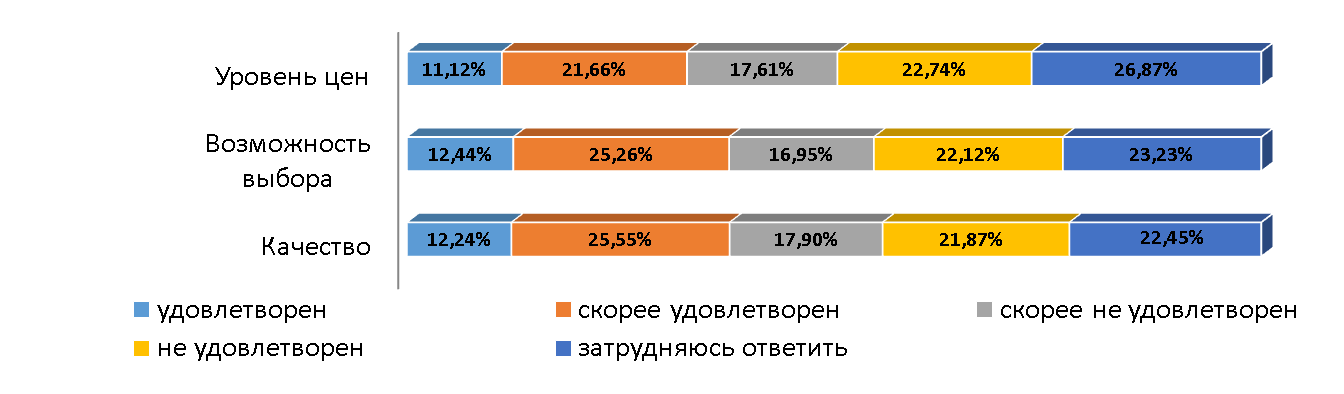 Уровень цен
11,12% 21,66% 17,61% 22,74% 26,87%
Возможность
выбора
12,44% 25,26% 16,95% 22,12% 23,23%
Качество
12,24% 25,55% 17,90% 21,87% 22,45%
удовлетворен скорее удовлетворен скорее не удовлетворен
не удовлетворен затрудняюсь ответить